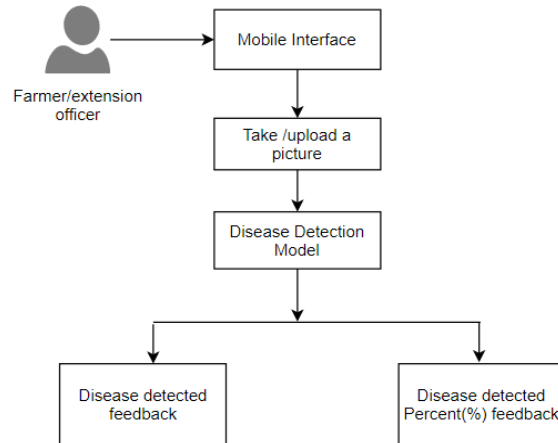 Mobile Interface
Farmer/extension
officer
Take /upload a
picture
Disease Detection
Model
Disease detected
feedback
Disease detected
Percent(%) feedback